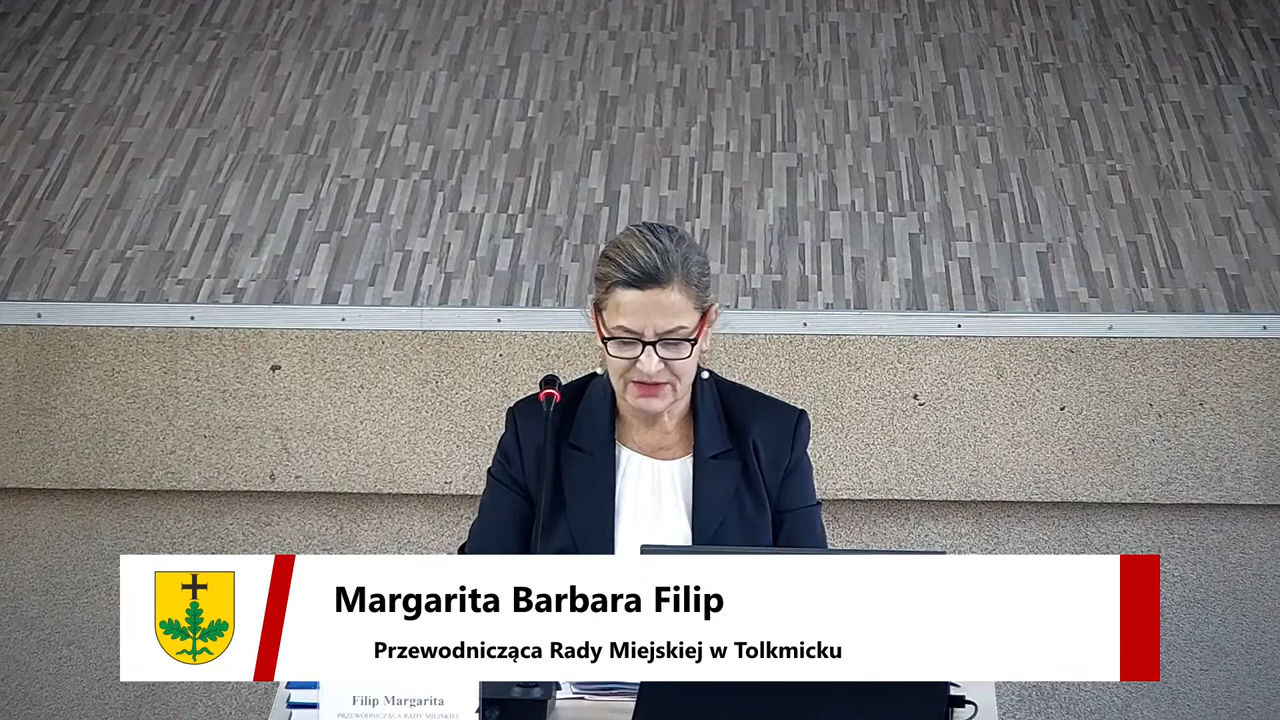 Margarita Barbara Filip
Przewodnicząca Rady Miejskiej w Tolkmicku
Filip Margarita
PRZEWODNICZĄCA RADY MIEJSKIEJ